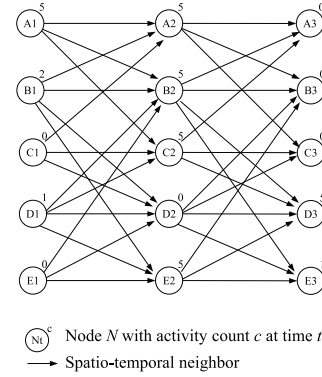 A1 5 A2 5 A3
B1 2 B2 5 B3
C1 0 C2 5 C3
D1 1 D2 0 D3
E1 0 E2 5 E3
Nt c Node N with activity count c at time t
Spatio-temporal neighbor